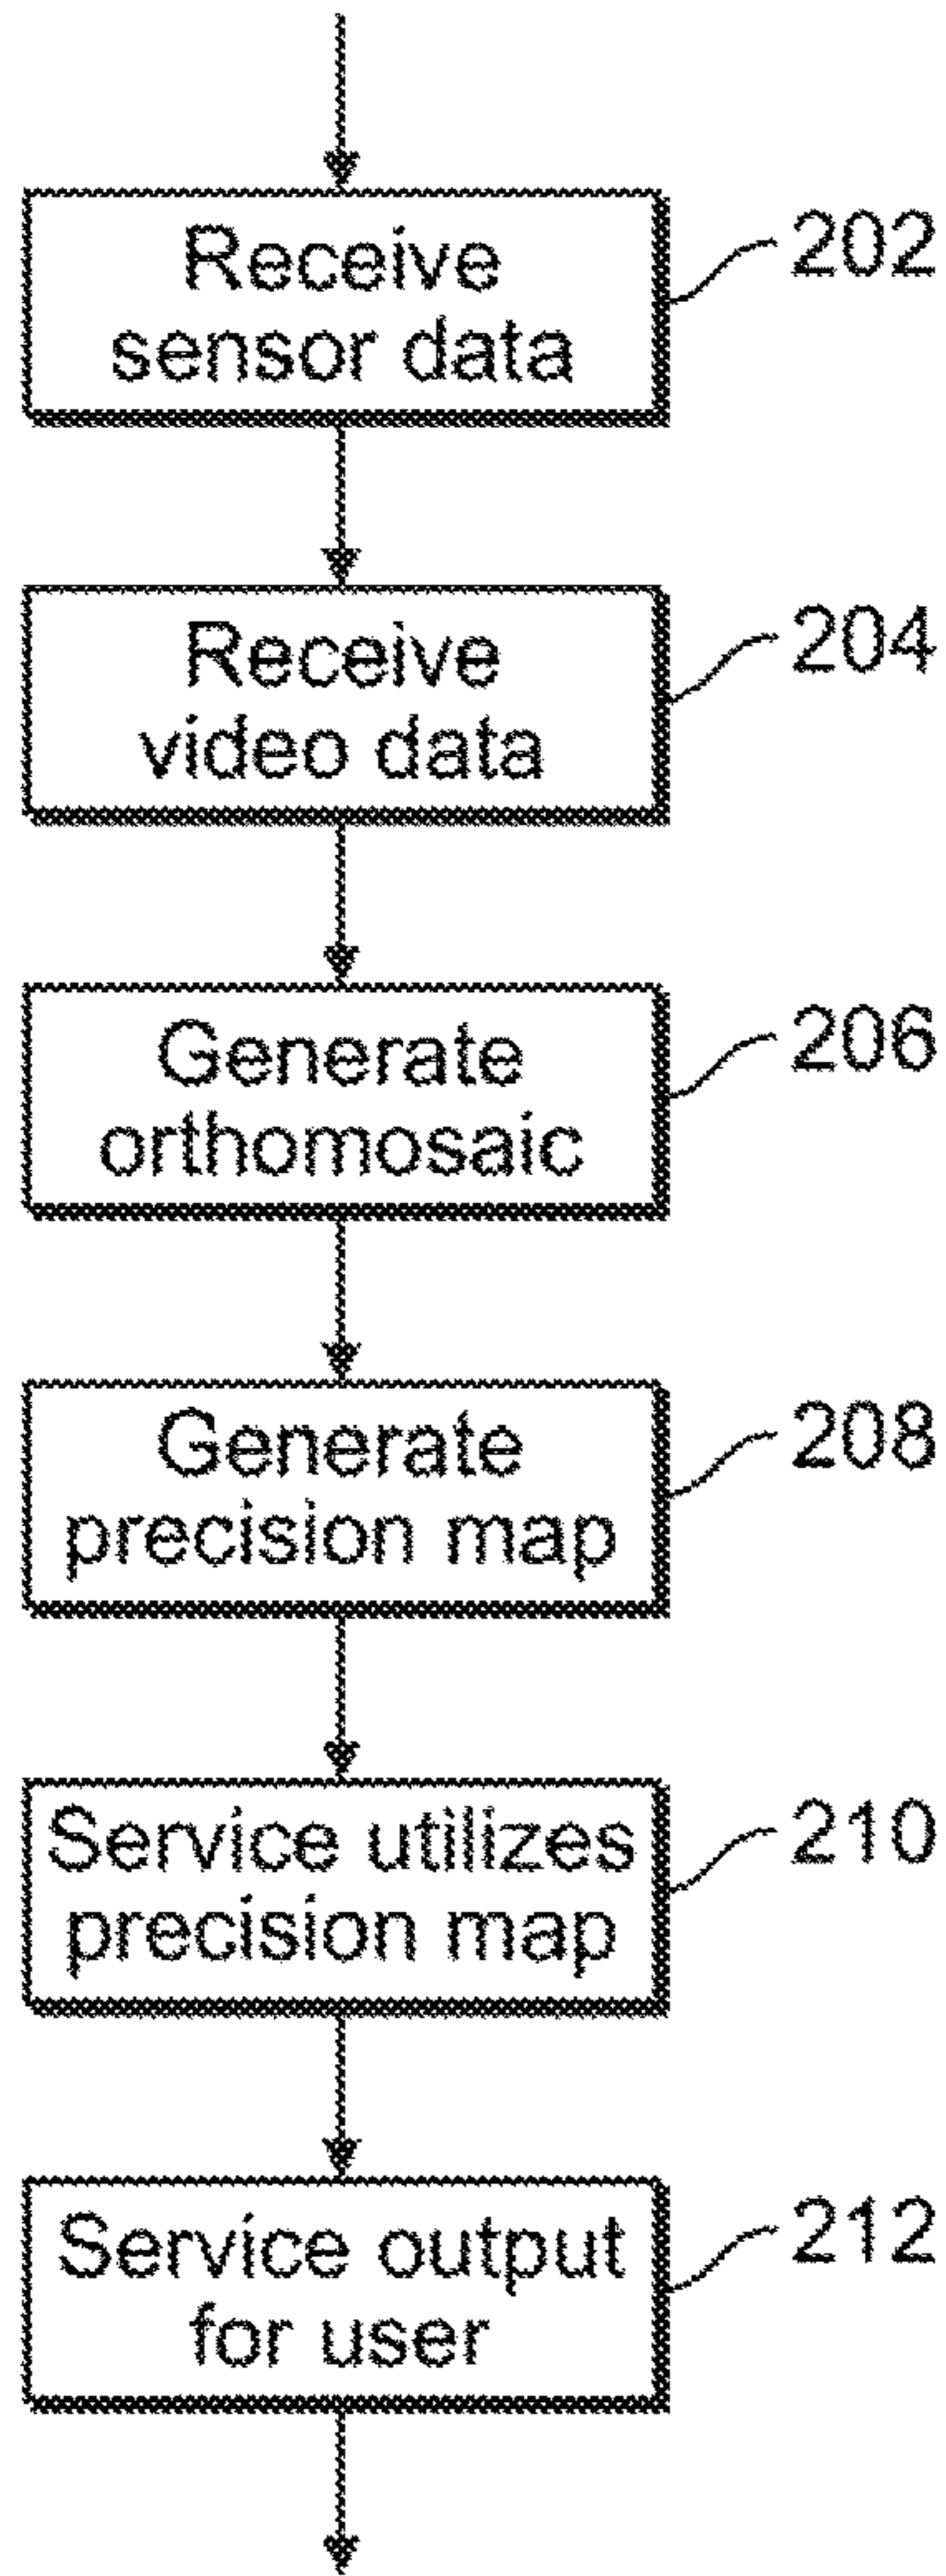 Receive
sensor data
202
Receive
video data
204
Generate
orthomosaic
206
Generate
precision map
208
Service utilizes
precision map
210
Service output
for user
212